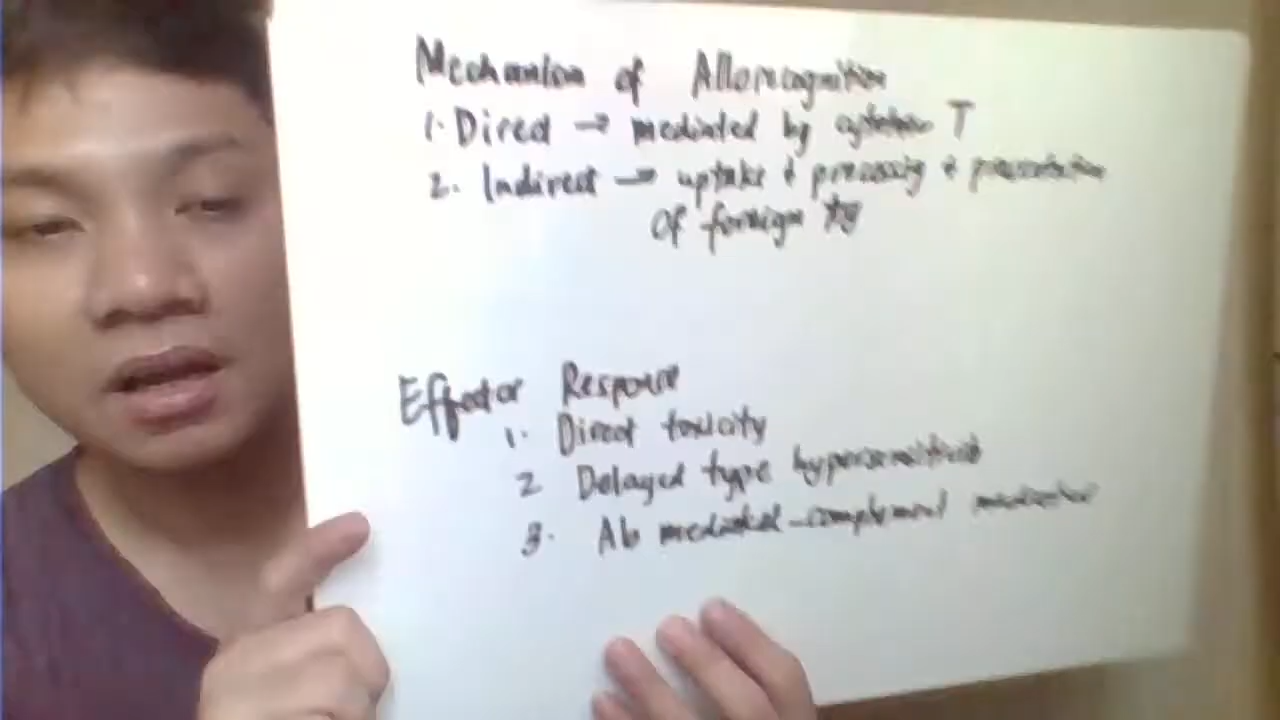 Mechanism of Allorecognition
1. Direct → mediated by cytotoxic T
2. Indirect → uptake + processing + presentation
of foreign
Effector Response
1. Direct toxicity
2 Delayed type hypersensitivity
3. Ab mediated - complement mediated